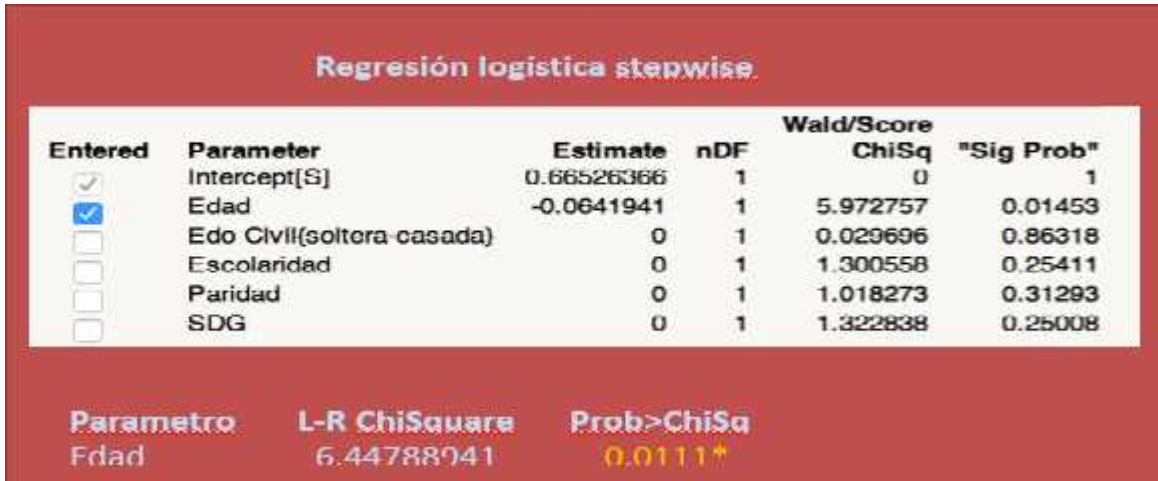 Regresión logística stepwise
Wald/Score
Entered Parameter Estimate nDF ChiSq "Sig Prob"
Intercept[S] 0.66526366 1 0 1
Edad -0.0641941 1 5.972757 0.01453
Edo Civil(soltera-casada) 0 1 0.029696 0.86318
Escolaridad 0 1 1.300558 0.25411
Paridad 0 1 1.018273 0.31293
SDG 0 1 1.322838 0.25008
Parametro L-R ChiSquare Prob>ChiSq
Edad 6.44788941 0.0111*